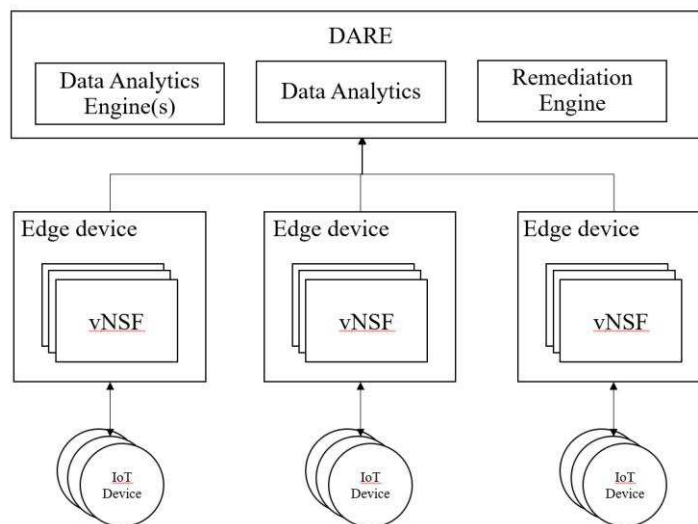 DARE
Data Analytics
Engine(s)
Data Analytics
Remediation
Engine
Edge device
vNSF
IoT
Device
Edge device
vNSF
IoT
Device
Edge device
vNSF
IoT
Device